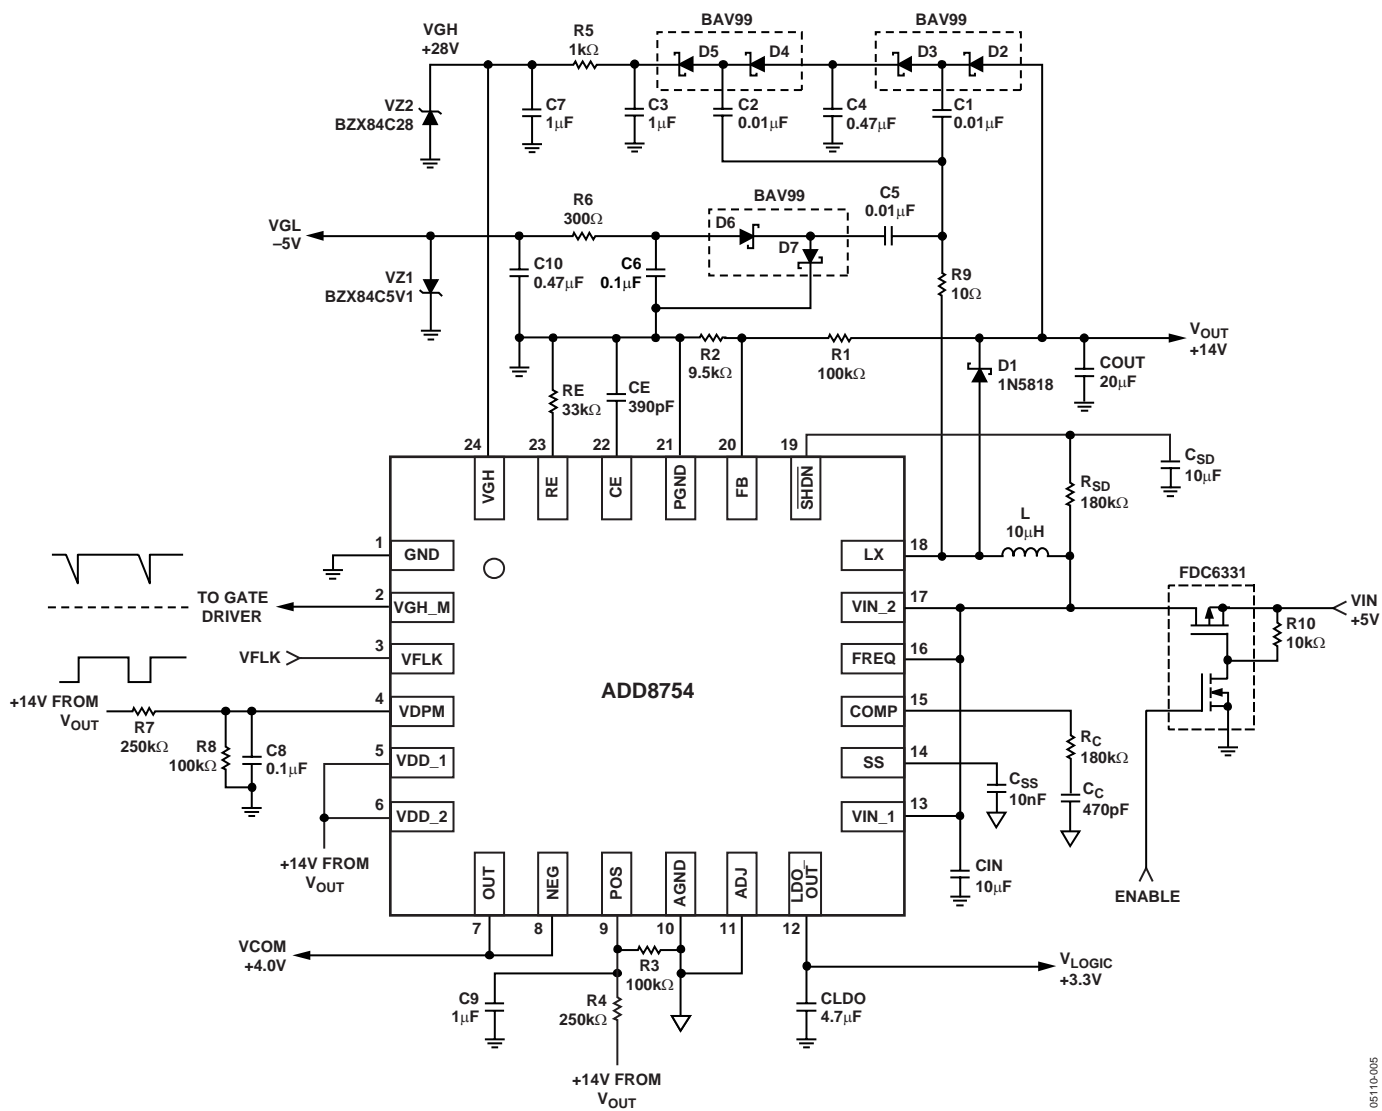 BAV99
BAV99
VGH
+28V
R5
1kΩ
D5
D4
D3
D2
VZ2
BZX84C28
C7
1μF
C3
1μF
C2
0.01μF
C4
0.47μF
C1
0.01μF
VGL
–5V
R6
300Ω
BAV99
D6
D7
C5
0.01μF
VZ1
BZX84C5V1
C10
0.47μF
C6
0.1μF
R9
10Ω
VOUT
+14V
R2
9.5kΩ
R1
100kΩ
D1
1N5818
COUT
20μF
RE
33kΩ
CE
390pF
24
23
22
21
20
19
VGH
RE
CE
PGND
FB
SHDN
CSD
10μF
RSD
180kΩ
L
10μH
1
GND
18
LX
FDC6331
TO GATE
DRIVER
2
VGH_M
17
VIN_2
VIN
+5V
R10
10kΩ
VFLK
3
VFLK
16
FREQ
ADD8754
+14V FROM
VOUT
R7
250kΩ
4
VDPM
15
COMP
RC
180kΩ
R8
100kΩ
C8
0.1μF
5
VDD_1
14
SS
CSS
10nF
CC
470pF
6
VDD_2
13
VIN_1
+14V FROM
VOUT
CIN
10μF
ENABLE
OUT
NEG
POS
AGND
ADJ
LDO_
OUT
7
8
9
10
11
12
VCOM
+4.0V
R3
100kΩ
VLOGIC
+3.3V
C9
1μF
R4
250kΩ
CLDO
4.7μF
+14V FROM
VOUT
05110-005